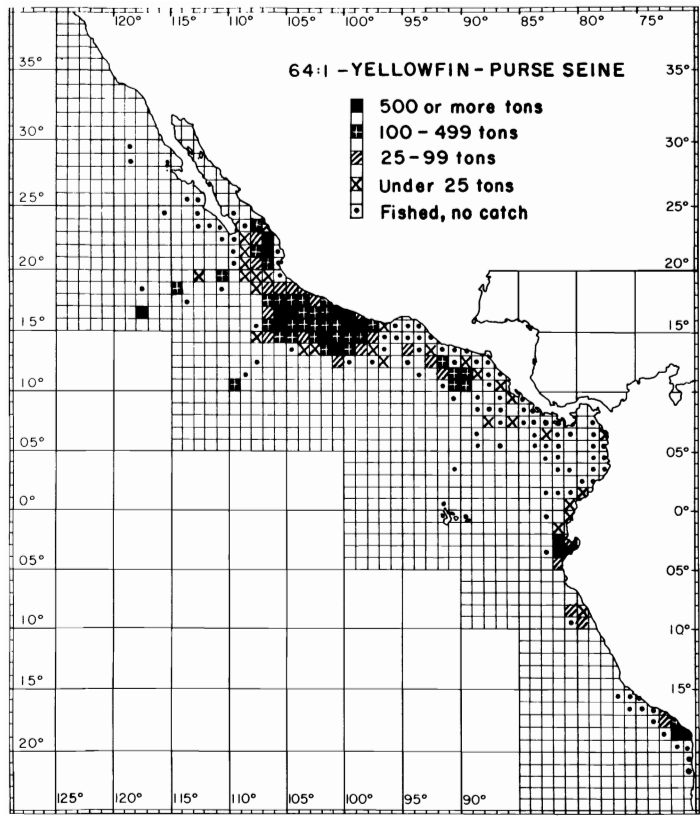 120° 115° 110° 105° 100° 95° 90° 85° 80° 75°
64:1 – YELLOWFIN – PURSE SEINE
500 or more tons
100 – 499 tons
25 – 99 tons
Under 25 tons
Fished, no catch
35° 35°
30°
25° 25°
20° 20°
15° 15°
10°
05° 05°
0° 0°
05° 05°
10° 10°
15° 15°
20°
125° 120° 115° 110° 105° 100° 95° 90°